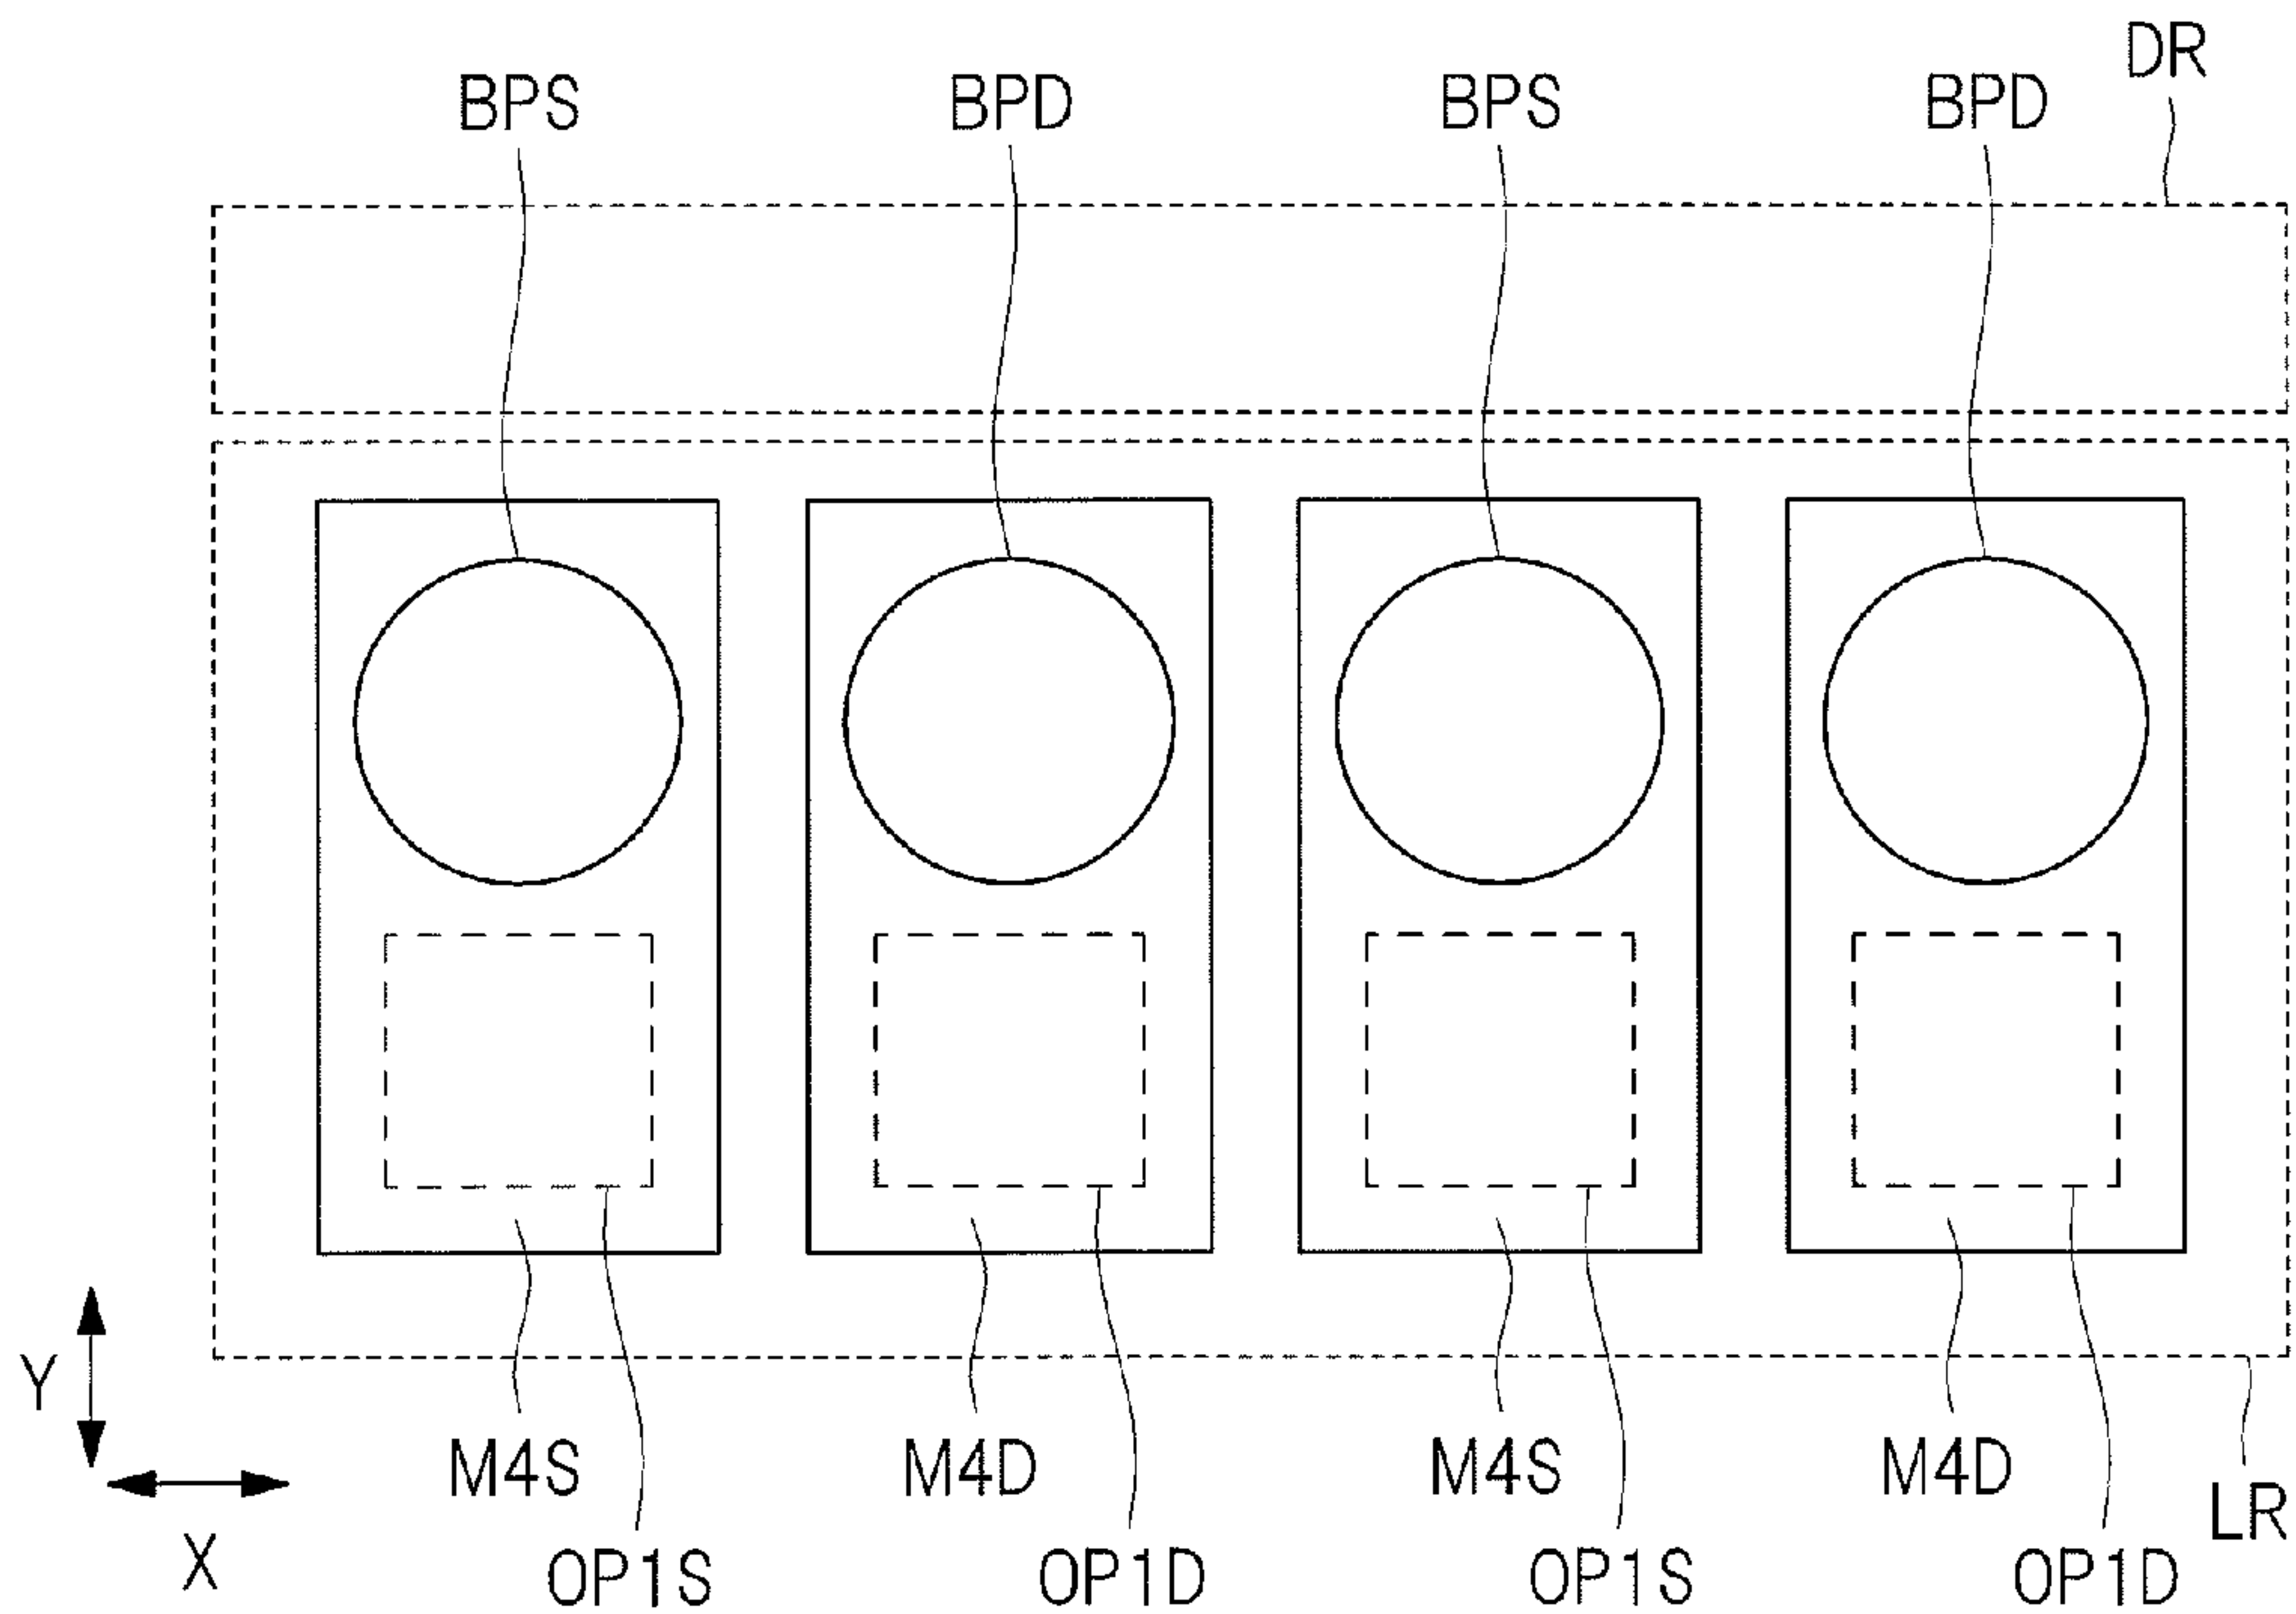 DR
BPS BPD BPS BPD
Y
M4S M4D M4S M4D
LR
X
OP1S OP1D OP1S OP1D